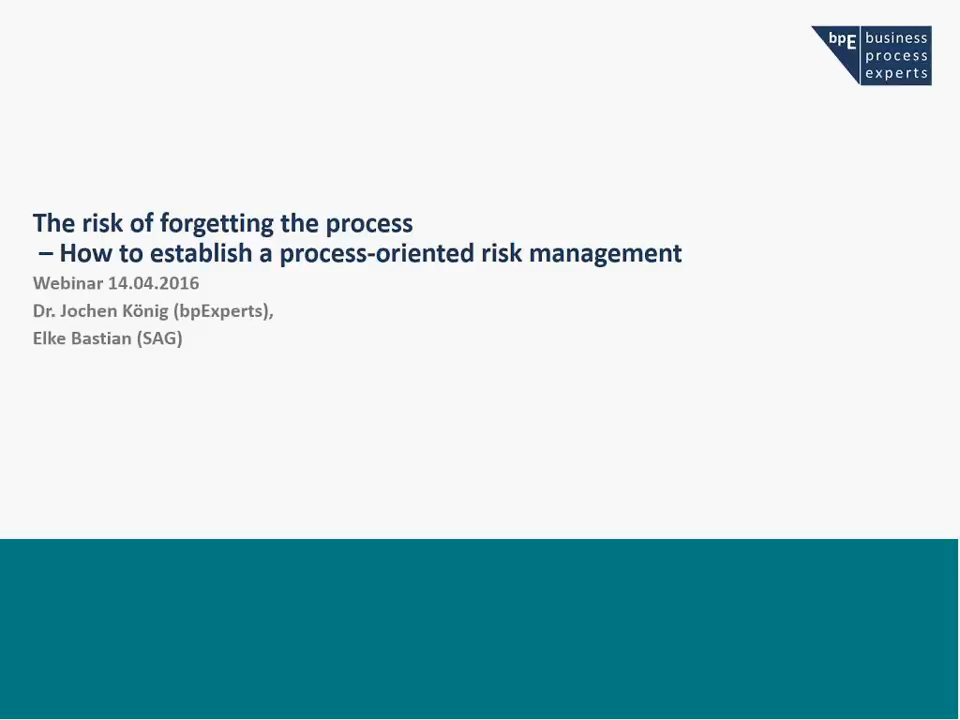 bpE business
process
experts
The risk of forgetting the process
– How to establish a process-oriented risk management
Webinar 14.04.2016
Dr. Jochen König (bpExperts),
Elke Bastian (SAG)